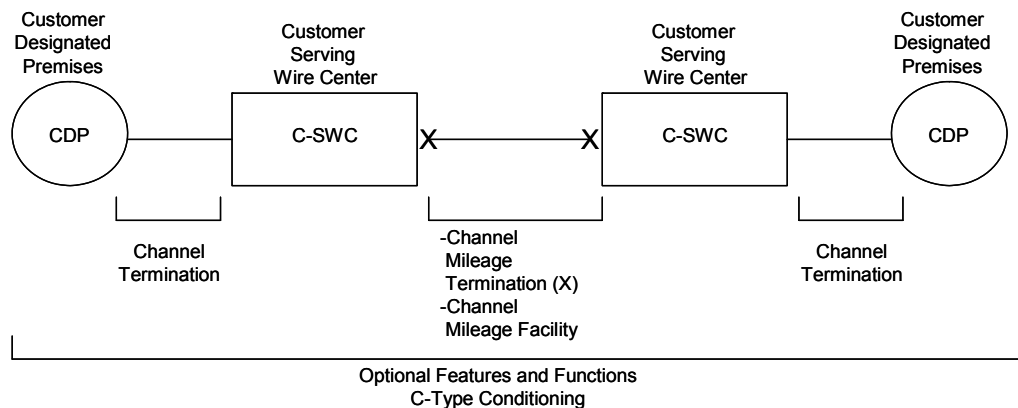 Customer
Designated
Premises
Customer
Serving
Wire Center
Customer
Serving
Wire Center
Customer
Designated
Premises
CDP
C-SWC
X
X
C-SWC
CDP
Channel
Termination
-Channel
Mileage
Termination (X)
-Channel
Mileage Facility
Channel
Termination
Optional Features and Functions
C-Type Conditioning